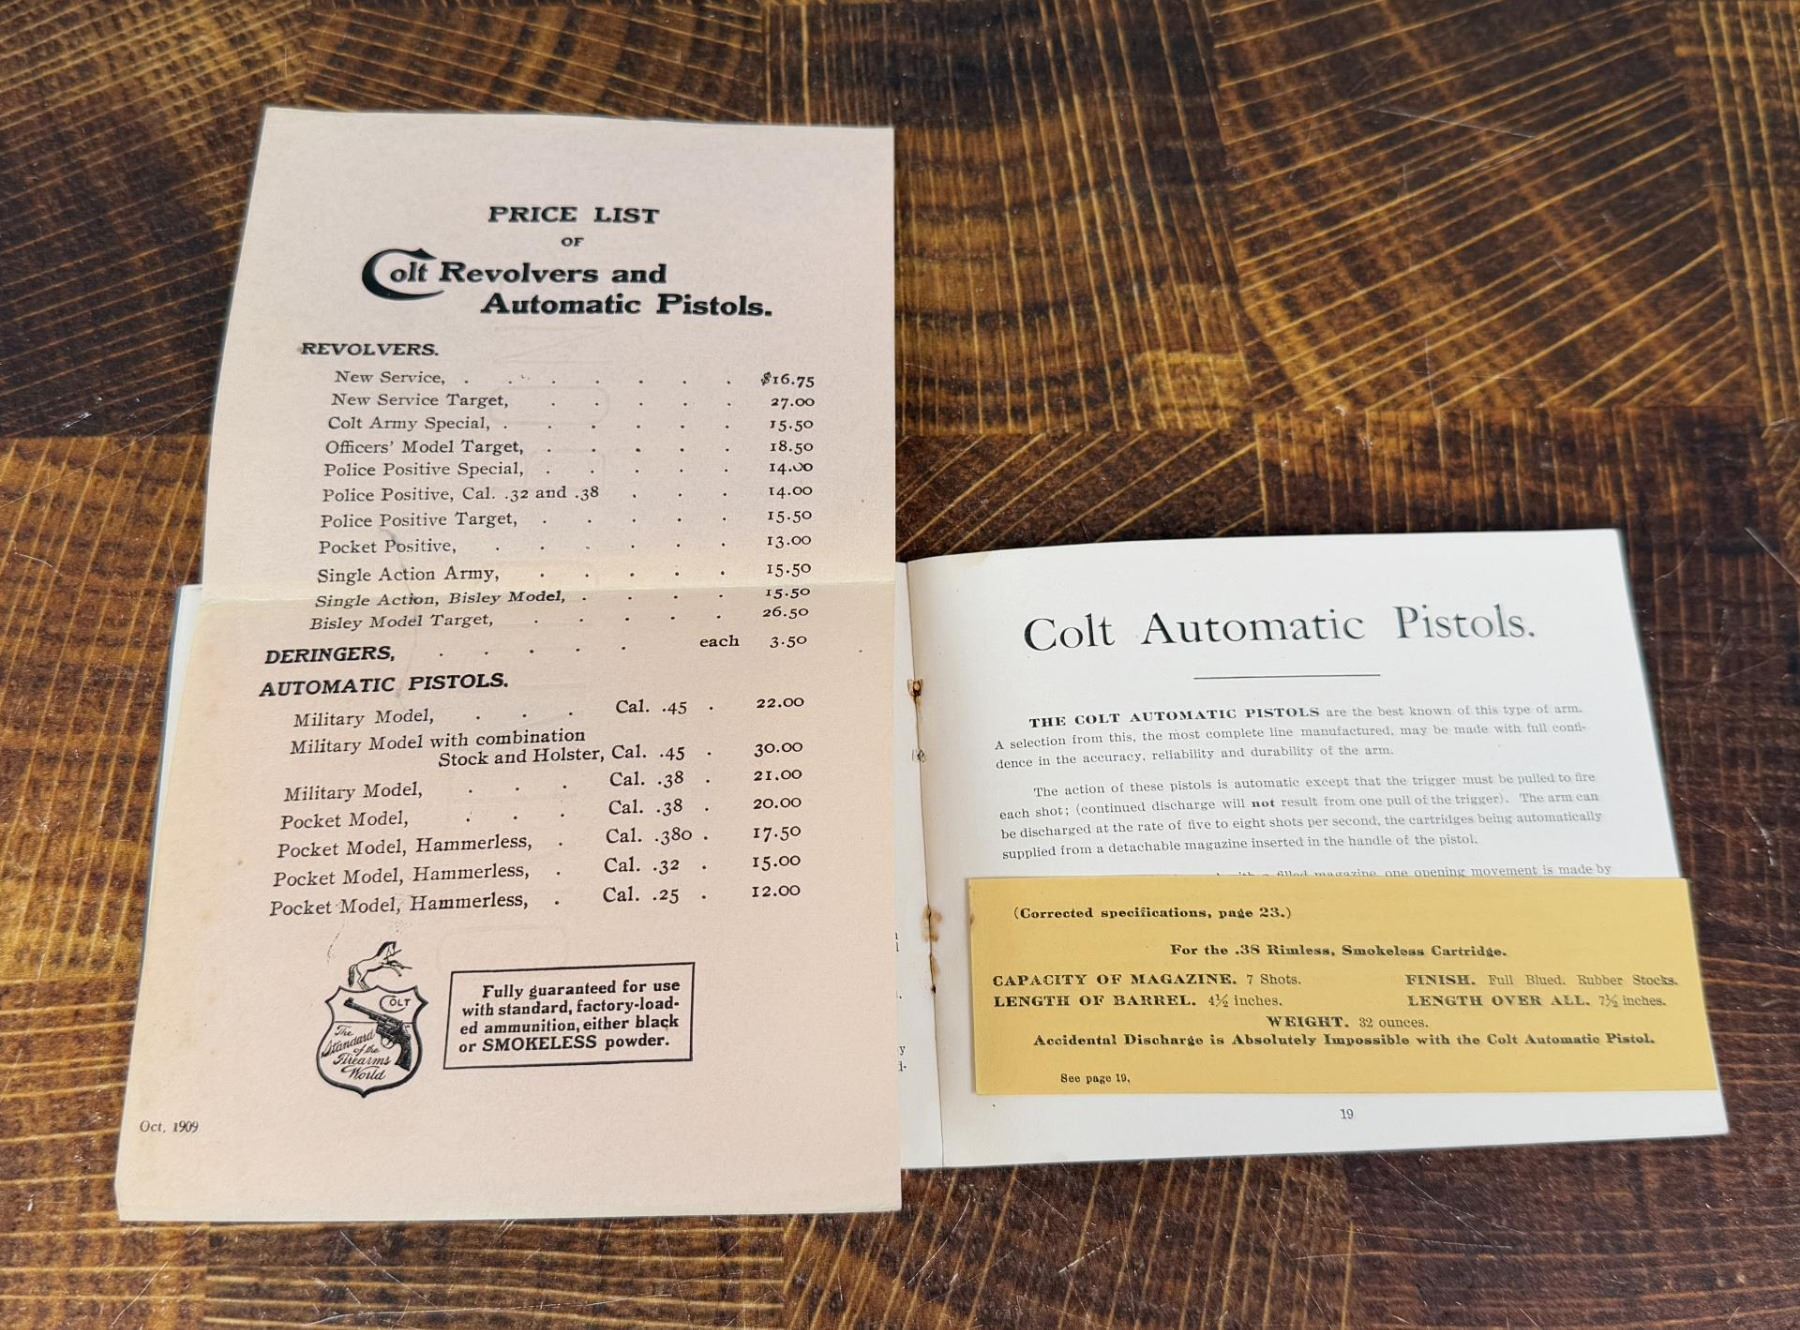 PRICE LIST
OF
Colt Revolvers and
Automatic Pistols.
REVOLVERS.
New Service, . . . . . . . $16.75
New Service Target, . . . . . 27.00
Colt Army Special, . . . . . . 15.50
Officers' Model Target, . . . . . 18.50
Police Positive Special, . . . . . 14.00
Police Positive, Cal. .32 and .38 . . . 14.00
Police Positive Target, . . . . . 15.50
Pocket Positive, . . . . . . 13.00
Single Action Army, . . . . . 15.50
Single Action, Bisley Model, . . . . 15.50
Bisley Model Target, . . . . . 26.50
DERINGERS, . . . . . each 3.50
AUTOMATIC PISTOLS.
Military Model, . . . Cal. .45 . 22.00
Military Model with combination
Stock and Holster, Cal. .45 . 30.00
Military Model, . . . Cal. .38 . 21.00
Pocket Model, . . . Cal. .38 . 20.00
Pocket Model, Hammerless, . Cal. .380 . 17.50
Pocket Model, Hammerless, . Cal. .32 . 15.00
Pocket Model, Hammerless, . Cal. .25 . 12.00
COLT
The
Standard
of the
Firearms
World
Fully guaranteed for use
with standard, factory-load-
ed ammunition, either black
or SMOKELESS powder.
Oct. 1909
Colt Automatic Pistols.
THE COLT AUTOMATIC PISTOLS are the best known of this type of arm.
A selection from this, the most complete line manufactured, may be made with full confi-
dence in the accuracy, reliability and durability of the arm.
The action of these pistols is automatic except that the trigger must be pulled to fire
each shot; (continued discharge will not result from one pull of the trigger). The arm can
be discharged at the rate of five to eight shots per second, the cartridges being automatically
supplied from a detachable magazine inserted in the handle of the pistol.
filled magazine, one opening movement is made by
(Corrected specifications, page 23.)
For the .38 Rimless, Smokeless Cartridge.
CAPACITY OF MAGAZINE. 7 Shots. FINISH. Full Blued. Rubber Stocks.
LENGTH OF BARREL. 4½ inches. LENGTH OVER ALL. 7½ inches.
WEIGHT. 32 ounces.
Accidental Discharge is Absolutely Impossible with the Colt Automatic Pistol.
See page 19.
19